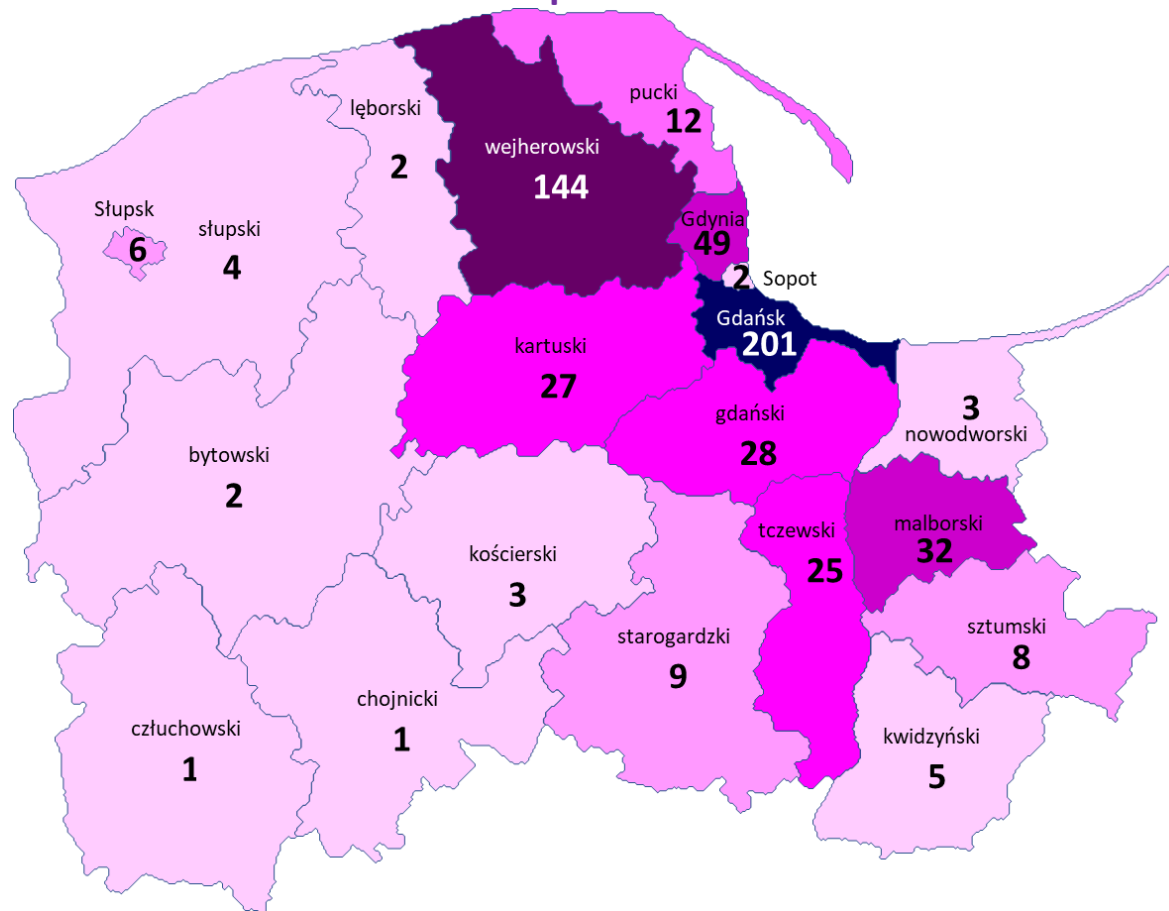 pucki
12
lęborski
2
wejherowski
144
Słupsk
6
słupski
4
Gdynia
49
2 Sopot
Gdańsk
201
kartuski
27
gdański
28
3
nowodworski
bytowski
2
kościerski
3
tczewski
25
malborski
32
starogardzki
9
sztumski
8
człuchowski
1
chojnicki
1
kwidzyński
5